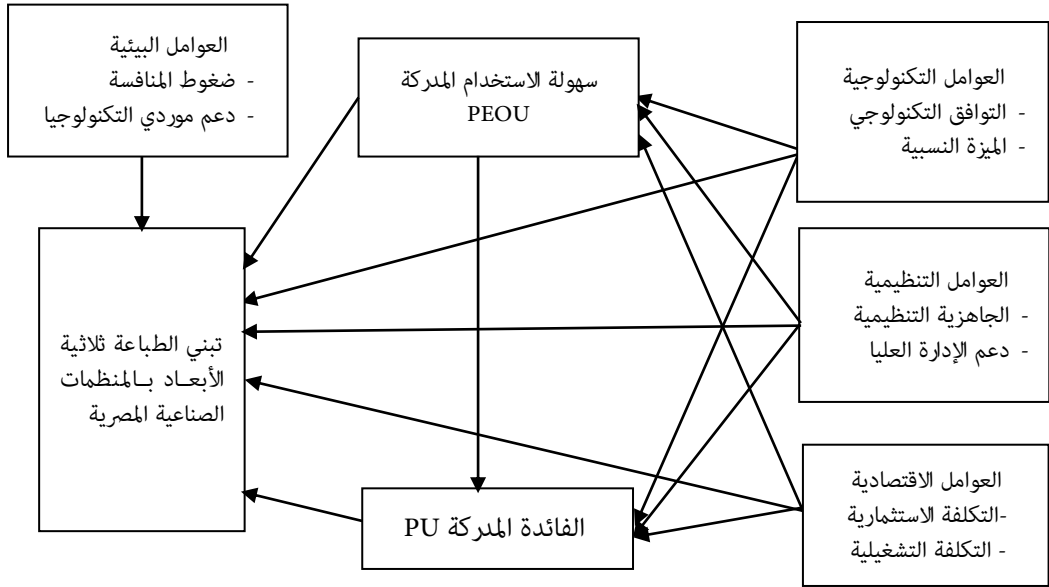 العوامل التكنولوجية
- التوافق التكنولوجي
- الميزة النسبية
سهولة الاستخدام المدركة
PEOU
العوامل البيئية
- ضغوط المنافسة
- دعم موردي التكنولوجيا
العوامل التنظيمية
- الجاهزية التنظيمية
- دعم الإدارة العليا
تبني الطباعة ثلاثية
الأبعـاد بـالمنظمات
الصناعية المصرية
العوامل الاقتصادية
-التكلفة الاستثمارية
- التكلفة التشغيلية
الفائدة المدركة PU